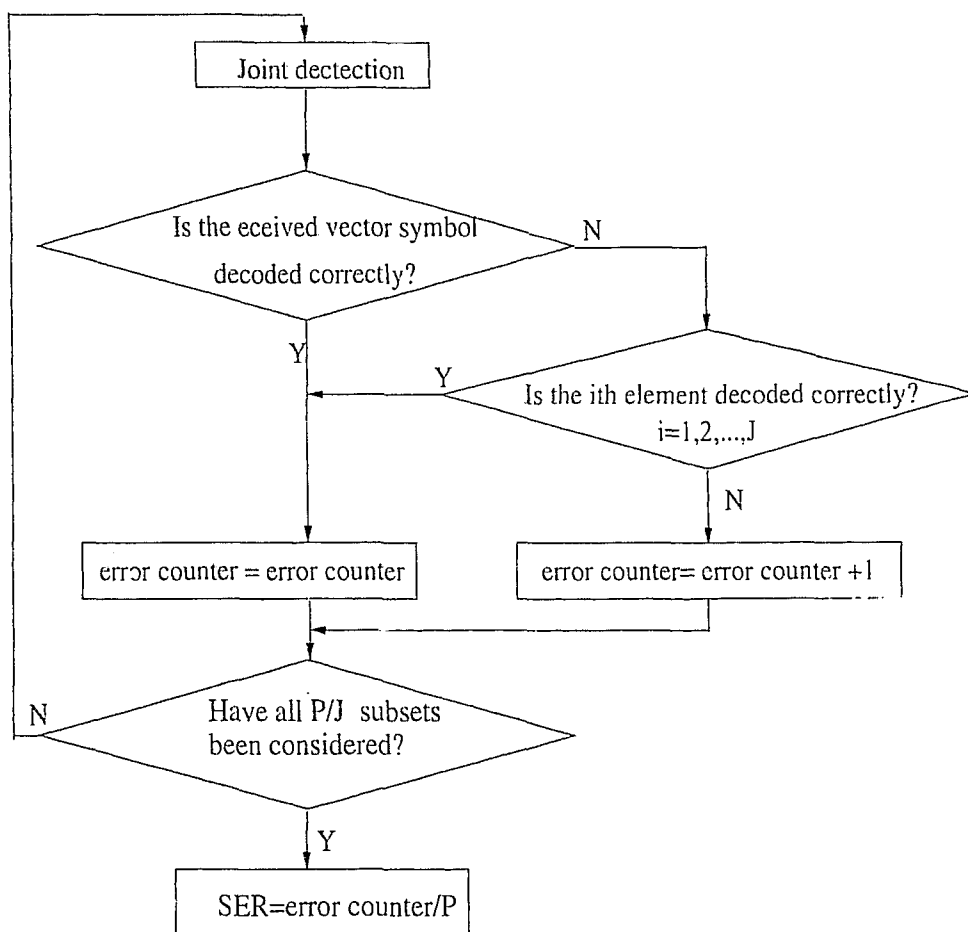 Joint dectection
Is the eceived vector symbol
decoded correctly?
N
Y
Y
Is the ith element decoded correctly?
i=1,2,...,J
N
error counter = error counter
error counter= error counter +1
N
Have all P/J subsets
been considered?
Y
SER=error counter/P